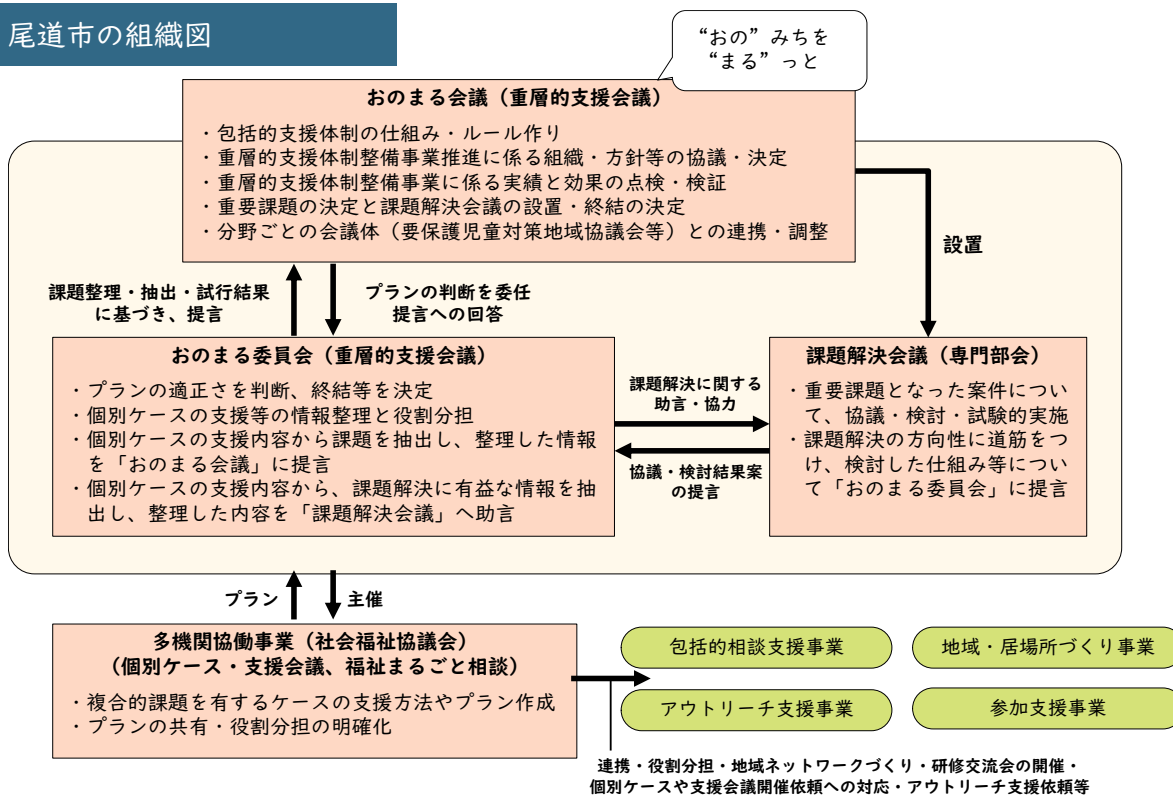 尾道市の組織図
“おの”みちを
“まる”っと
おのまる会議（重層的支援会議）
・包括的支援体制の仕組み・ルール作り
・重層的支援体制整備事業推進に係る組織・方針等の協議・決定
・重層的支援体制整備事業に係る実績と効果の点検・検証
・重要課題の決定と課題解決会議の設置・終結の決定
・分野ごとの会議体（要保護児童対策地域協議会等）との連携・調整
設置
課題整理・抽出・試行結果
に基づき、提言
プランの判断を委任
提言への回答
おのまる委員会（重層的支援会議）
・プランの適正さを判断、終結等を決定
・個別ケースの支援等の情報整理と役割分担
・個別ケースの支援内容から課題を抽出し、整理した情報
を「おのまる会議」に提言
・個別ケースの支援内容から、課題解決に有益な情報を抽
出し、整理した内容を「課題解決会議」へ助言
課題解決に関する
助言・協力
協議・検討結果案
の提言
課題解決会議（専門部会）
・重要課題となった案件につい
て、協議・検討・試験的実施
・課題解決の方向性に道筋をつ
け、検討した仕組み等につい
て「おのまる委員会」に提言
プラン
主催
多機関協働事業（社会福祉協議会）
（個別ケース・支援会議、福祉まるごと相談）
・複合的課題を有するケースの支援方法やプラン作成
・プランの共有・役割分担の明確化
包括的相談支援事業
地域・居場所づくり事業
アウトリーチ支援事業
参加支援事業
連携・役割分担・地域ネットワークづくり・研修交流会の開催・
個別ケースや支援会議開催依頼への対応・アウトリーチ支援依頼等